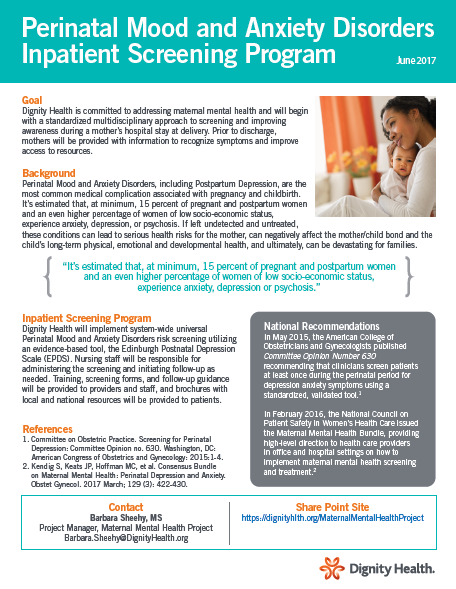 Perinatal Mood and Anxiety Disorders
Inpatient Screening Program
June 2017
Goal
Dignity Health is committed to addressing maternal mental health and will begin
with a standardized multidisciplinary approach to screening and improving
awareness during a mother's hospital stay at delivery. Prior to discharge,
mothers will be provided with information to recognize symptoms and improve
access to resources.
Background
Perinatal Mood and Anxiety Disorders, including Postpartum Depression, are the
most common medical complication associated with pregnancy and childbirth.
It's estimated that, at minimum, 15 percent of pregnant and postpartum women
and an even higher percentage of women of low socio-economic status,
experience anxiety, depression, or psychosis. If left undetected and untreated,
these conditions can lead to serious health risks for the mother, can negatively affect the mother/child bond and the
child's long-term physical, emotional and developmental health, and ultimately, can be devastating for families.
"It's estimated that, at minimum, 15 percent of pregnant and postpartum women
and an even higher percentage of women of low socio-economic status,
experience anxiety, depression or psychosis."
Inpatient Screening Program
Dignity Health will implement system-wide universal
Perinatal Mood and Anxiety Disorders risk screening utilizing
an evidence-based tool, the Edinburgh Postnatal Depression
Scale (EPDS). Nursing staff will be responsible for
administering the screening and initiating follow-up as
needed. Training, screening forms, and follow-up guidance
will be provided to providers and staff, and brochures with
local and national resources will be provided to patients.
References
1. Committee on Obstetric Practice. Screening for Perinatal
Depression: Committee Opinion no. 630. Washington, DC:
American Congress of Obstetrics and Gynecology: 2015:1-4.
2. Kendig S, Keats JP, Hoffman MC, et al. Consensus Bundle
on Maternal Mental Health: Perinatal Depression and Anxiety.
Obstet Gynecol. 2017 March; 129 (3): 422-430.
National Recommendations
In May 2015, the American College of
Obstetricians and Gynecologists published
Committee Opinion Number 630
recommending that clinicians screen patients
at least once during the perinatal period for
depression anxiety symptoms using a
standardized, validated tool.1
In February 2016, the National Council on
Patient Safety in Women's Health Care issued
the Maternal Mental Health Bundle, providing
high-level direction to health care providers
in office and hospital settings on how to
implement maternal mental health screening
and treatment.2
Contact
Barbara Sheehy, MS
Project Manager, Maternal Mental Health Project
Barbara.Sheehy@DignityHealth.org
Share Point Site
https://dignityhlth.org/MaternalMentalHealthProject
Dignity Health.